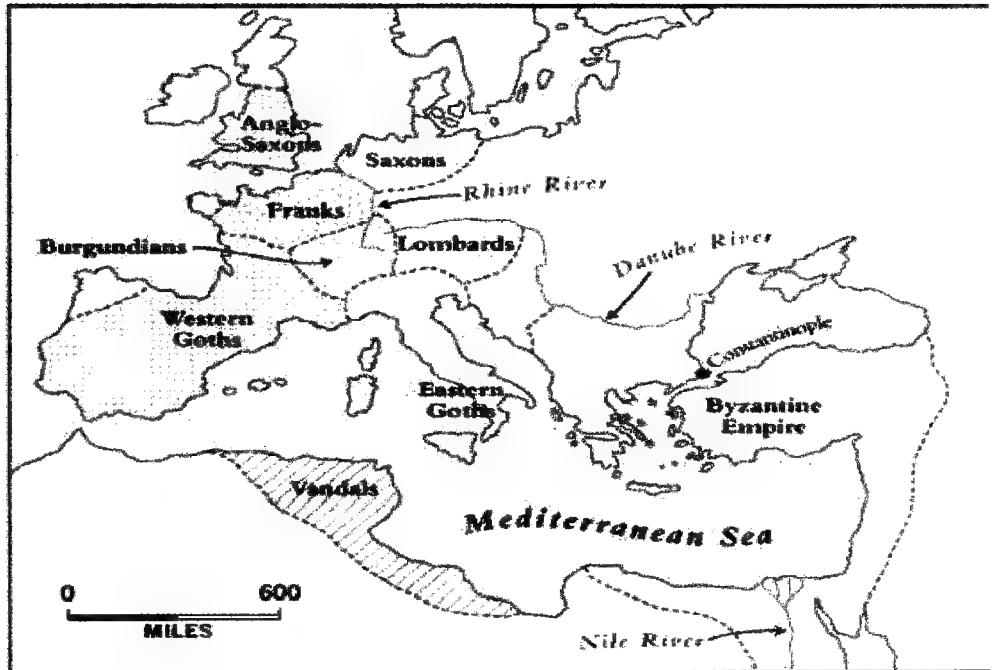 Anglo-
Saxons
Saxons
Rhine River
Franks
Burgundians
Lombards
Danube River
Western
Goths
Constantinople
Eastern
Goths
Byzantine
Empire
Vandals
Mediterranean Sea
0 600
MILES
Nile River